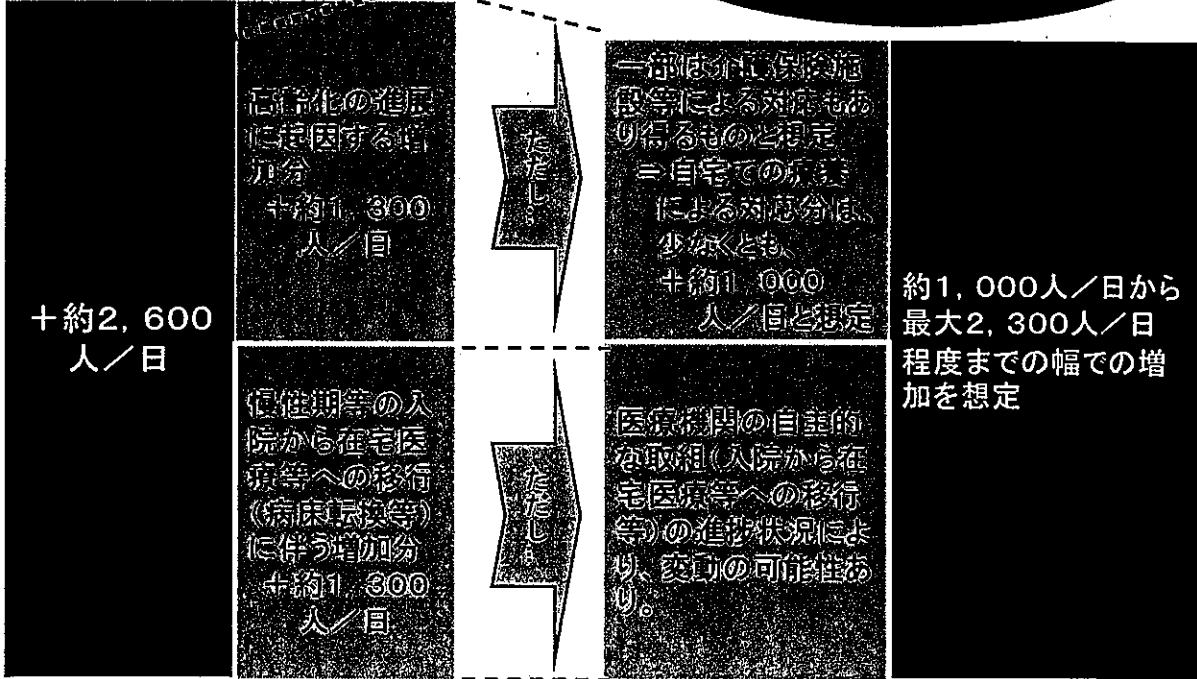 ＋約2，600
人／日
高齢化の進展
に起因する増
加分
＋約1，300
人／日
ただし…
一部は介護保険施
設等による対応もあ
り得るものと想定
⇒自宅での療養
による対応分は、
少なくとも、
＋約1，000
人／日と想定
慢性期等の入
院から在宅医
療等への移行
（病床転換等）
に伴う増加分
＋約1，300
人／日
ただし…
医療機関の自主的
な取組（入院から在
宅医療等への移行
等）の進捗状況によ
り、変動の可能性あ
り。
約1，000人／日から
最大2，300人／日
程度までの幅での増
加を想定